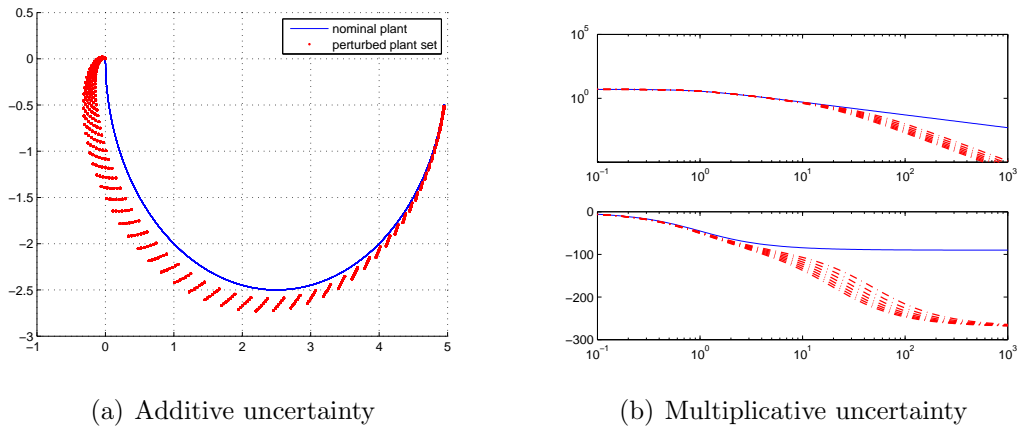 nominal plant
perturbed plant set
0.5
0
−0.5
−1
−1.5
−2
−2.5
−3
−1 0 1 2 3 4 5
10^5
10^0
10^−1 10^0 10^1 10^2 10^3
0
−100
−200
−300
10^−1 10^0 10^1 10^2 10^3
(a) Additive uncertainty
(b) Multiplicative uncertainty